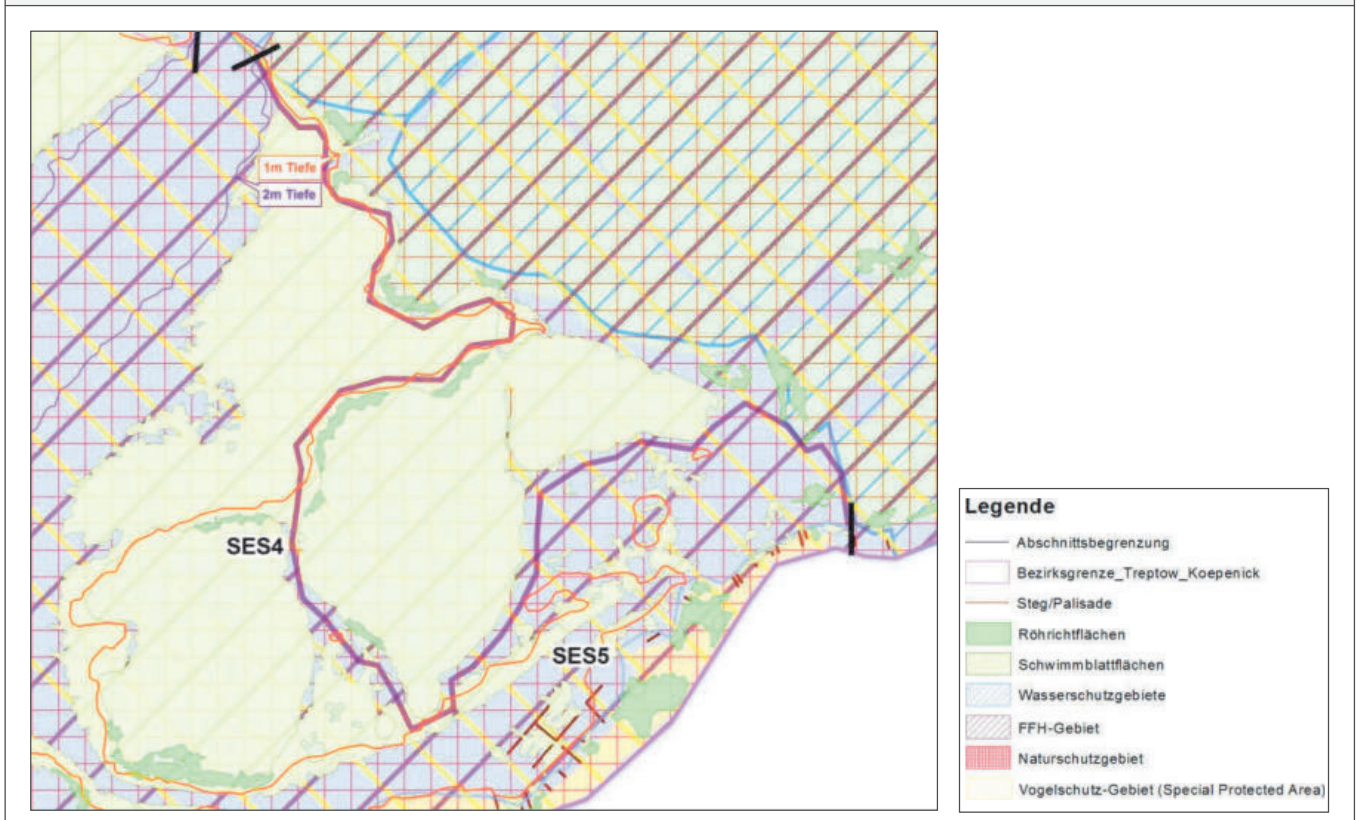 1m Tiefe
2m Tiefe
SES4
SES5
Legende
Abschnittsbegrenzung
Bezirksgrenze_Treptow_Koepenick
Steg/Palisade
Röhrichtflächen
Schwimmblattflächen
Wasserschutzgebiete
FFH-Gebiet
Naturschutzgebiet
Vogelschutz-Gebiet (Special Protected Area)